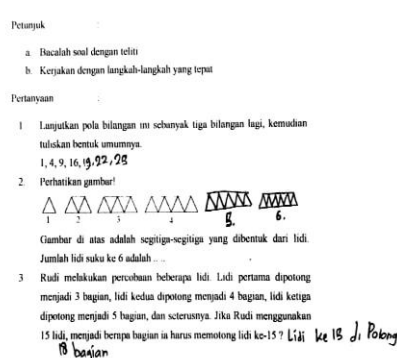 Petunjuk :
a. Bacalah soal dengan teliti
b. Kerjakan dengan langkah-langkah yang tepat
Pertanyaan :
1 Lanjutkan pola bilangan ini sebanyak tiga bilangan lagi, kemudian
tuliskan bentuk umumnya.
1, 4, 9, 16, 19, 22, 28
2. Perhatikan gambar!
1 2 3 4 5. 6.
Gambar di atas adalah segitiga-segitiga yang dibentuk dari lidi.
Jumlah lidi suku ke 6 adalah ....
3 Rudi melakukan percobaan beberapa lidi. Lidi pertama dipotong
menjadi 3 bagian, lidi kedua dipotong menjadi 4 bagian, lidi ketiga
dipotong menjadi 5 bagian, dan seterusnya. Jika Rudi menggunakan
15 lidi, menjadi berapa bagian ia harus memotong lidi ke-15 ? Lidi ke 15 di Potong
18 bagian